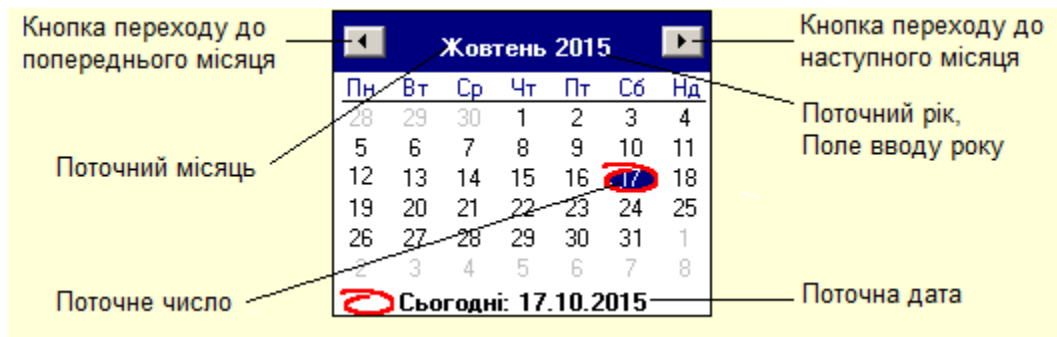 Кнопка переходу до
попереднього місяця
Жовтень 2015
Кнопка переходу до
наступного місяця
Пн Вт Ср Чт Пт Сб Нд
28 29 30 1 2 3 4
5 6 7 8 9 10 11
12 13 14 15 16 17 18
19 20 21 22 23 24 25
26 27 28 29 30 31 1
2 3 4 5 6 7 8
Сьогодні: 17.10.2015
Поточний місяць
Поточне число
Поточний рік,
Поле вводу року
Поточна дата